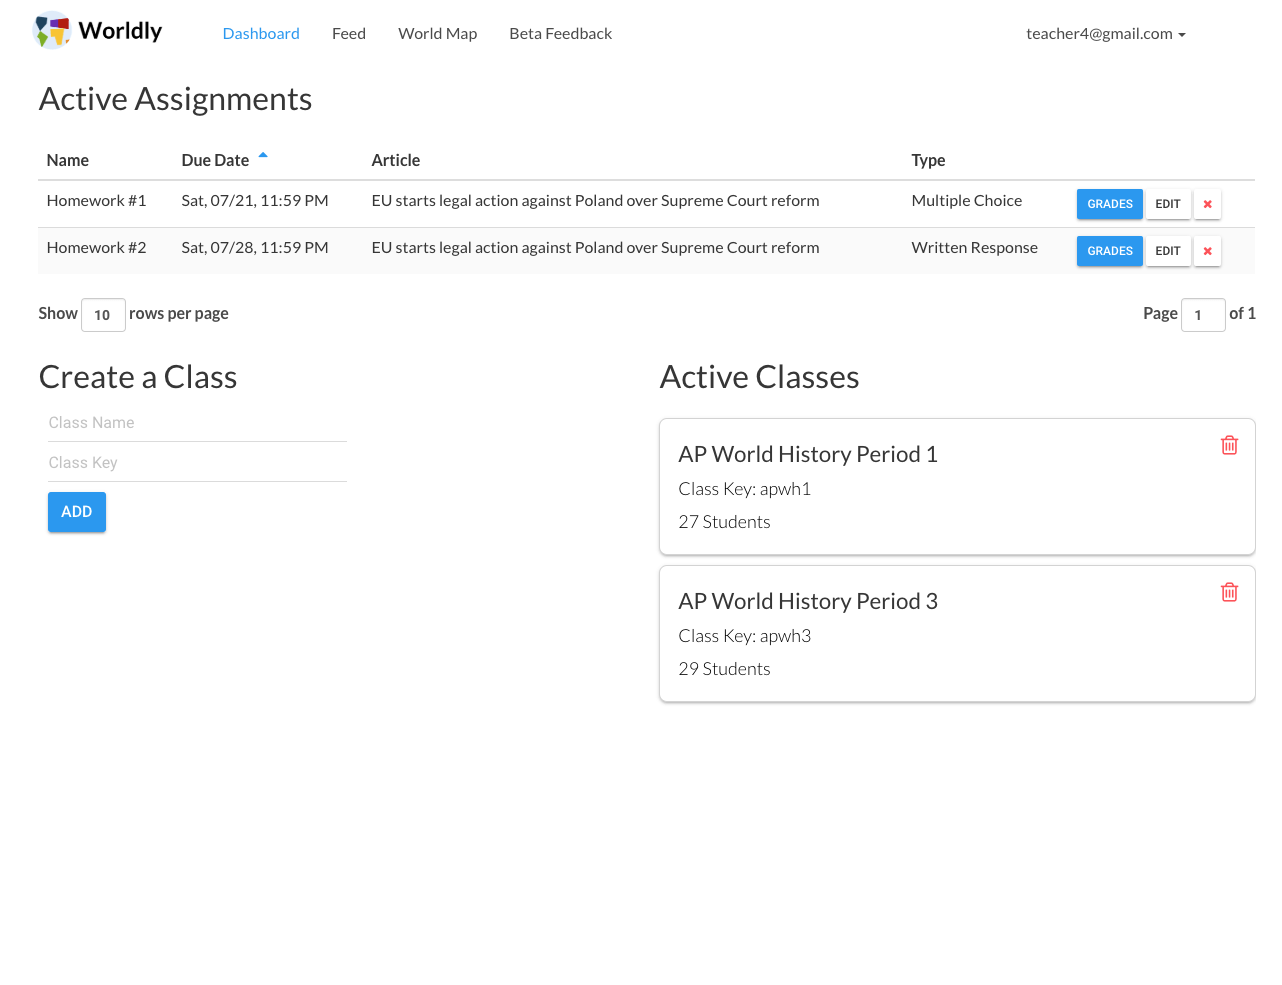 Worldly Dashboard Feed World Map Beta Feedback teacher4@gmail.com
Active Assignments
Name Due Date Article Type
Homework #1 Sat, 07/21, 11:59 PM EU starts legal action against Poland over Supreme Court reform Multiple Choice GRADES EDIT
Homework #2 Sat, 07/28, 11:59 PM EU starts legal action against Poland over Supreme Court reform Written Response GRADES EDIT
Show 10 rows per page Page 1 of 1
Create a Class
Class Name
Class Key
ADD
Active Classes
AP World History Period 1
Class Key: apwh1
27 Students
AP World History Period 3
Class Key: apwh3
29 Students